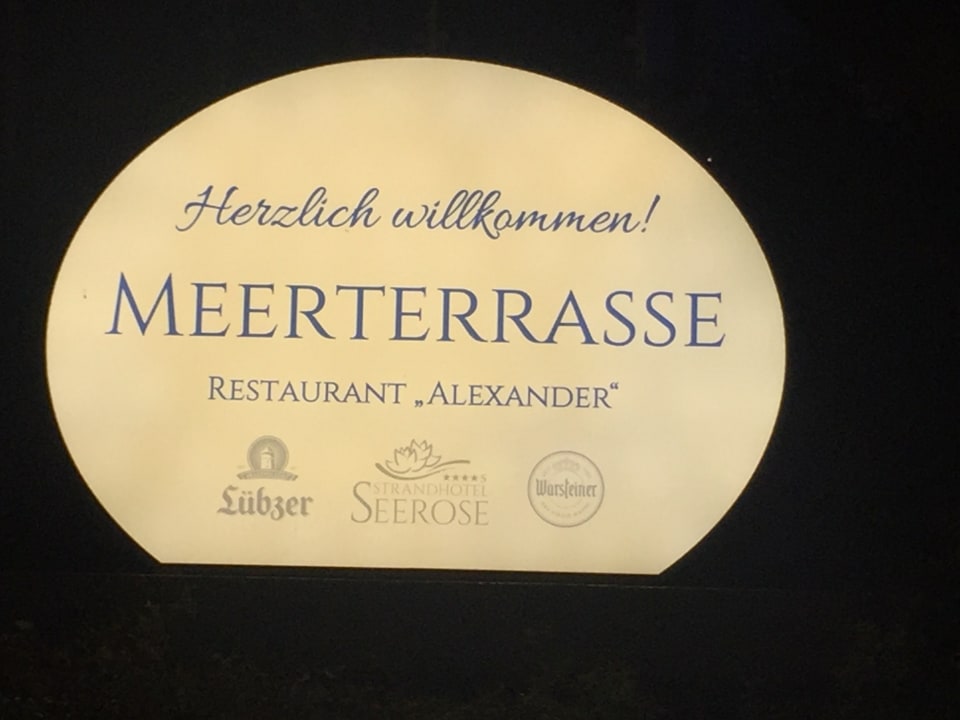 Herzlich willkommen!
MEERTERRASSE
RESTAURANT „ALEXANDER“
Lübzer
★★★★S
STRANDHOTEL
SEEROSE
Warsteiner